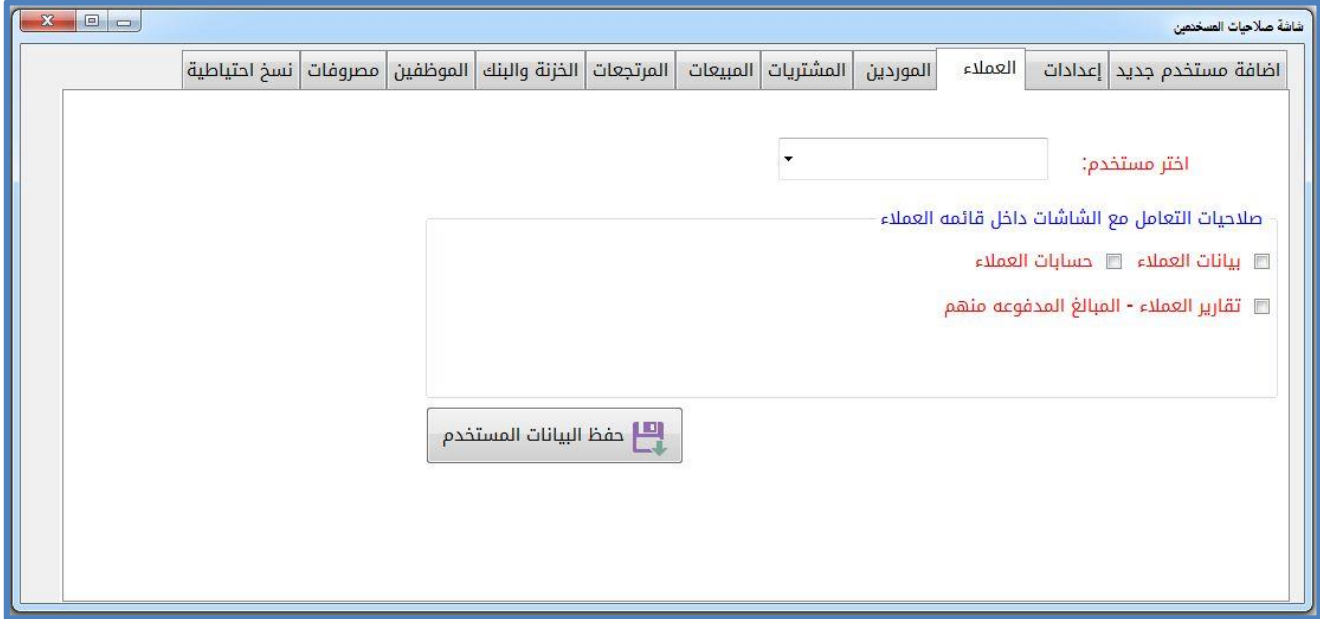 شاشة صلاحيات المسخدمين
اضافة مستخدم جديد إعدادات العملاء الموردين المشتريات المبيعات المرتجعات الخزنة والبنك الموظفين مصروفات نسخ احتياطية
اختر مستخدم:
صلاحيات التعامل مع الشاشات داخل قائمه العملاء
بيانات العملاء حسابات العملاء
تقارير العملاء - المبالغ المدفوعه منهم
حفظ البيانات المستخدم